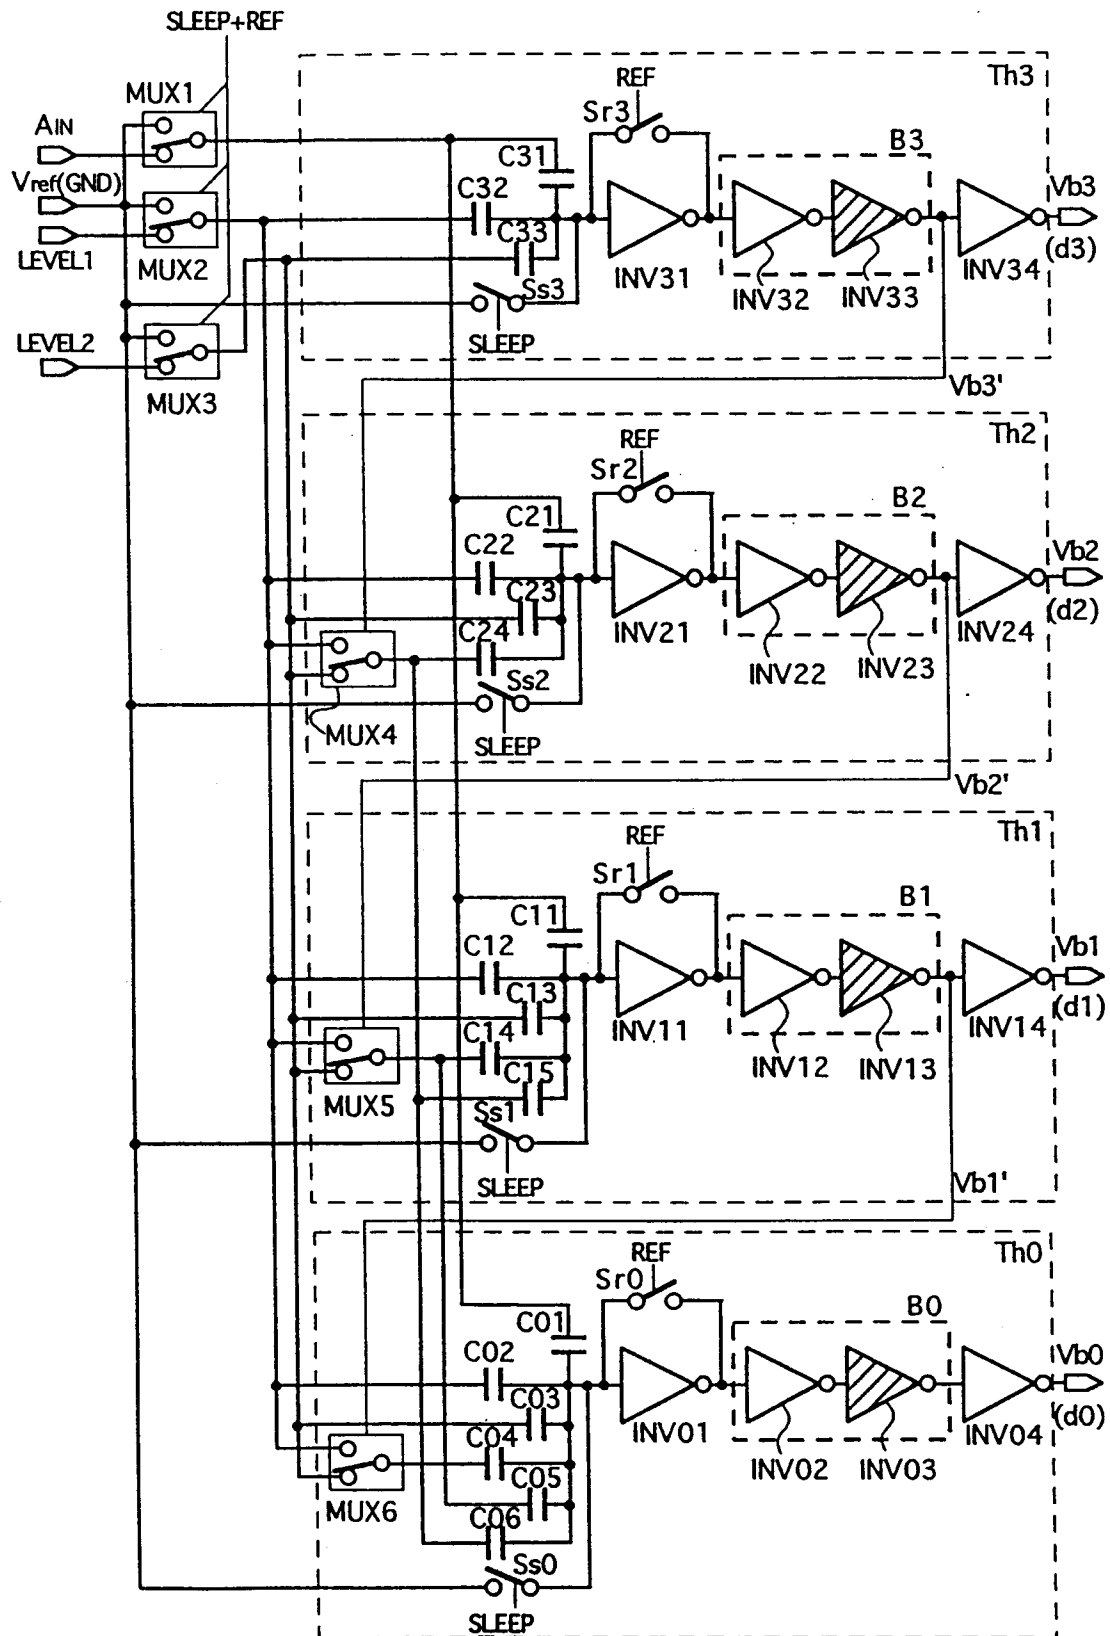 SLEEP+REF
MUX1
AIN
Vref(GND)
LEVEL1
MUX2
LEVEL2
MUX3
Th3
REF
Sr3
C31
C32
C33
B3
INV31
INV32
INV33
INV34
Vb3
(d3)
Ss3
SLEEP
Vb3'
Th2
REF
Sr2
C21
C22
C23
C24
B2
INV21
INV22
INV23
INV24
Vb2
(d2)
Ss2
SLEEP
MUX4
Vb2'
Th1
REF
Sr1
C11
C12
C13
C14
C15
B1
INV11
INV12
INV13
INV14
Vb1
(d1)
MUX5
Ss1
SLEEP
Vb1'
Th0
REF
Sr0
C01
C02
C03
C04
C05
C06
B0
INV01
INV02
INV03
INV04
Vb0
(d0)
MUX6
Ss0
SLEEP